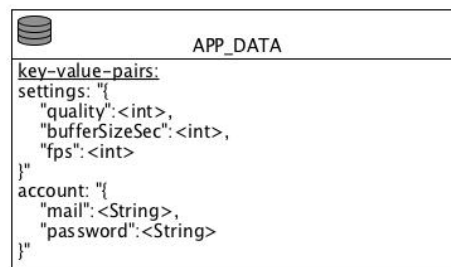 APP_DATA
key-value-pairs:
settings: "{
"quality":<int>,
"bufferSizeSec":<int>,
"fps":<int>
}"
account: "{
"mail":<String>,
"password":<String>
}"